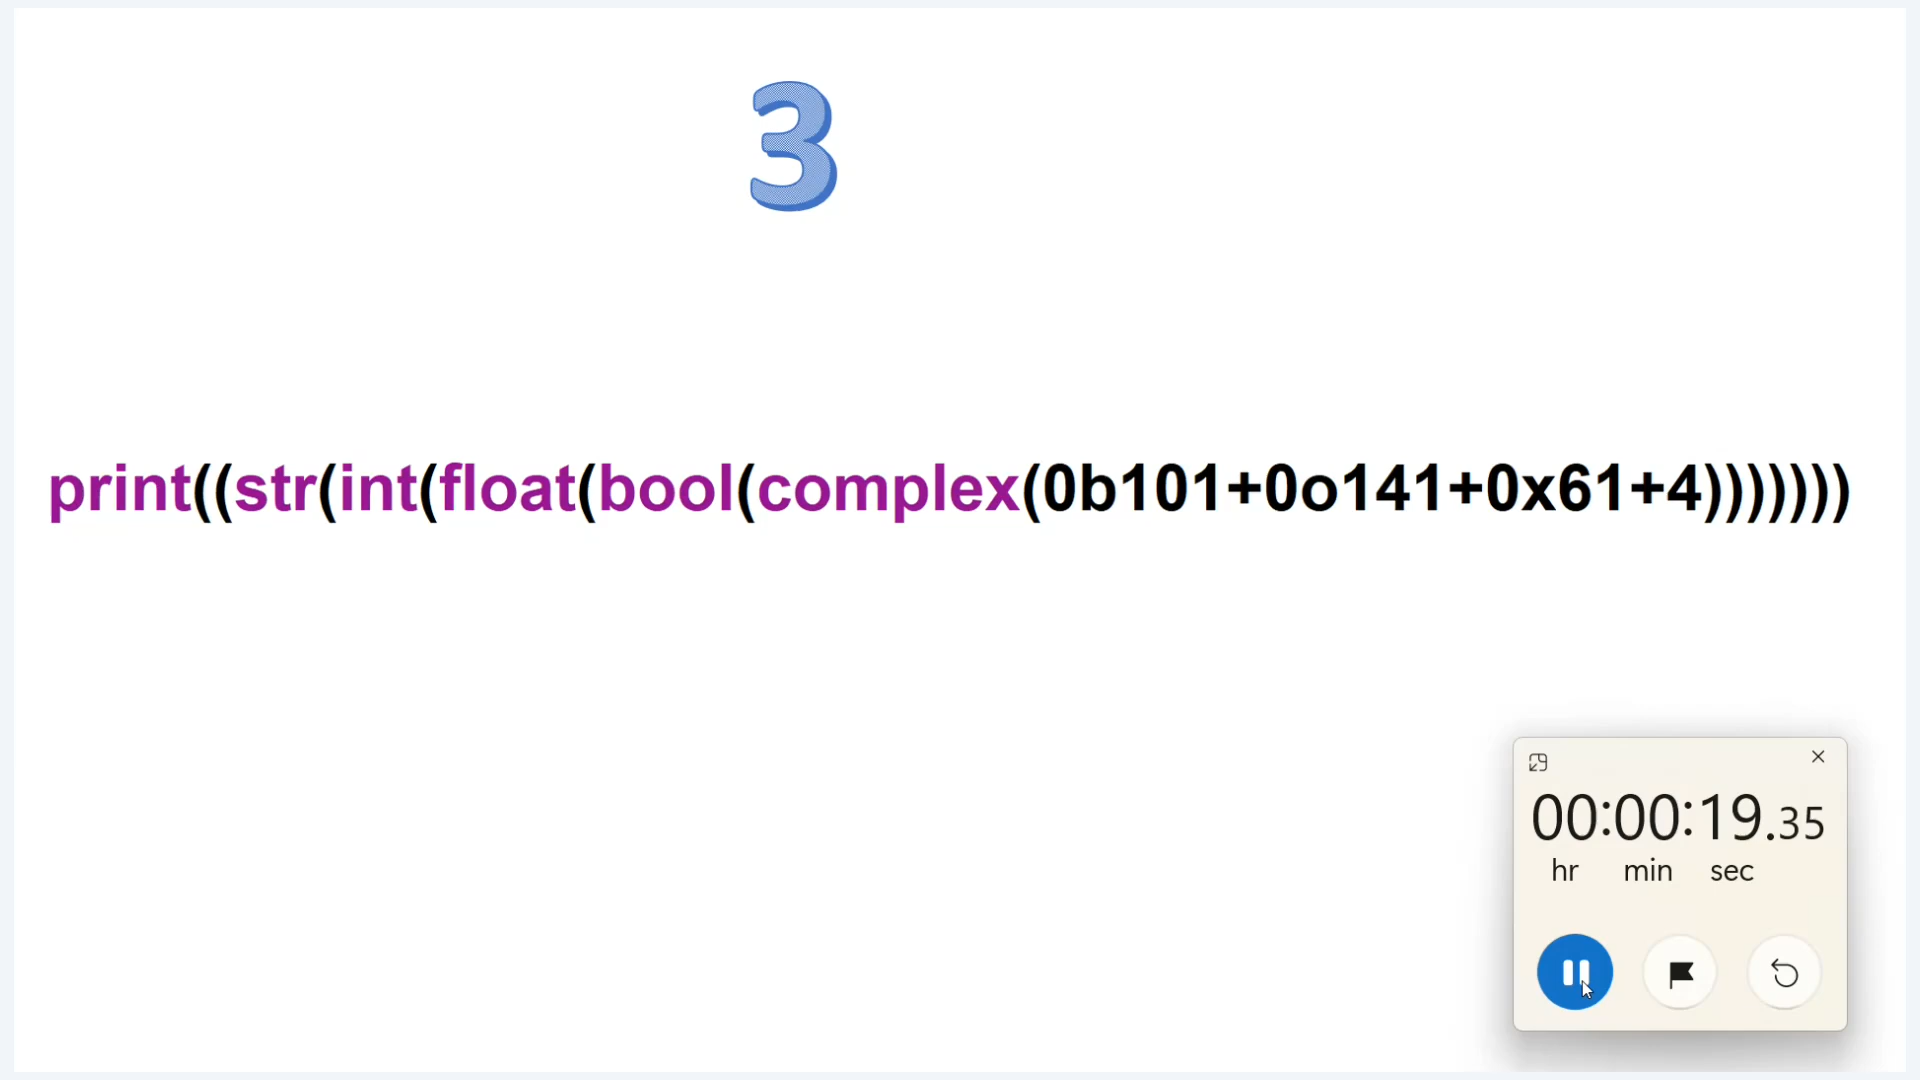 3
print((str(int(float(bool(complex(0b101+0o141+0x61+4)))))))
00:00:19.35
hr min sec